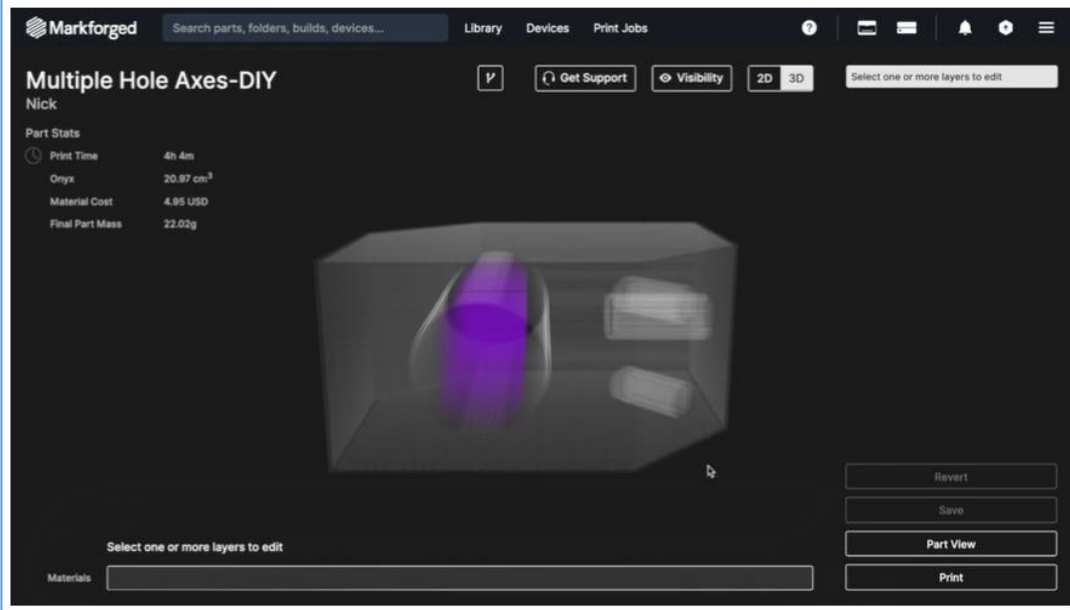 Markforged
Search parts, folders, builds, devices...
Library
Devices
Print Jobs
?
Multiple Hole Axes-DIY
Nick
Get Support
Visibility
2D 3D
Select one or more layers to edit
Part Stats
Print Time 4h 4m
Onyx 20.97 cm³
Material Cost 4.95 USD
Final Part Mass 22.02g
Revert
Save
Select one or more layers to edit
Part View
Materials
Print